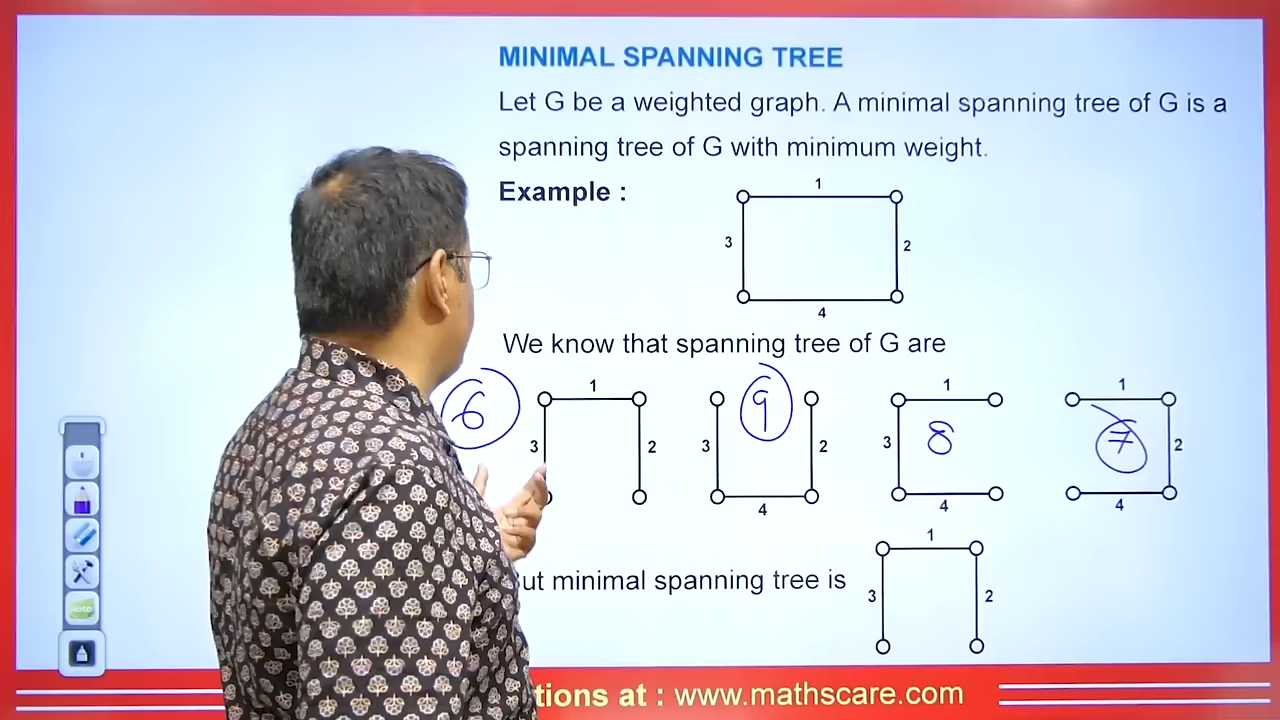 MINIMAL SPANNING TREE
Let G be a weighted graph. A minimal spanning tree of G is a
spanning tree of G with minimum weight.
Example :
1
3
2
4
We know that spanning tree of G are
6
1
3
2
9
3
2
4
1
8
3
4
1
7
2
4
minimal spanning tree is
1
3
2
at : www.mathscare.com
Note